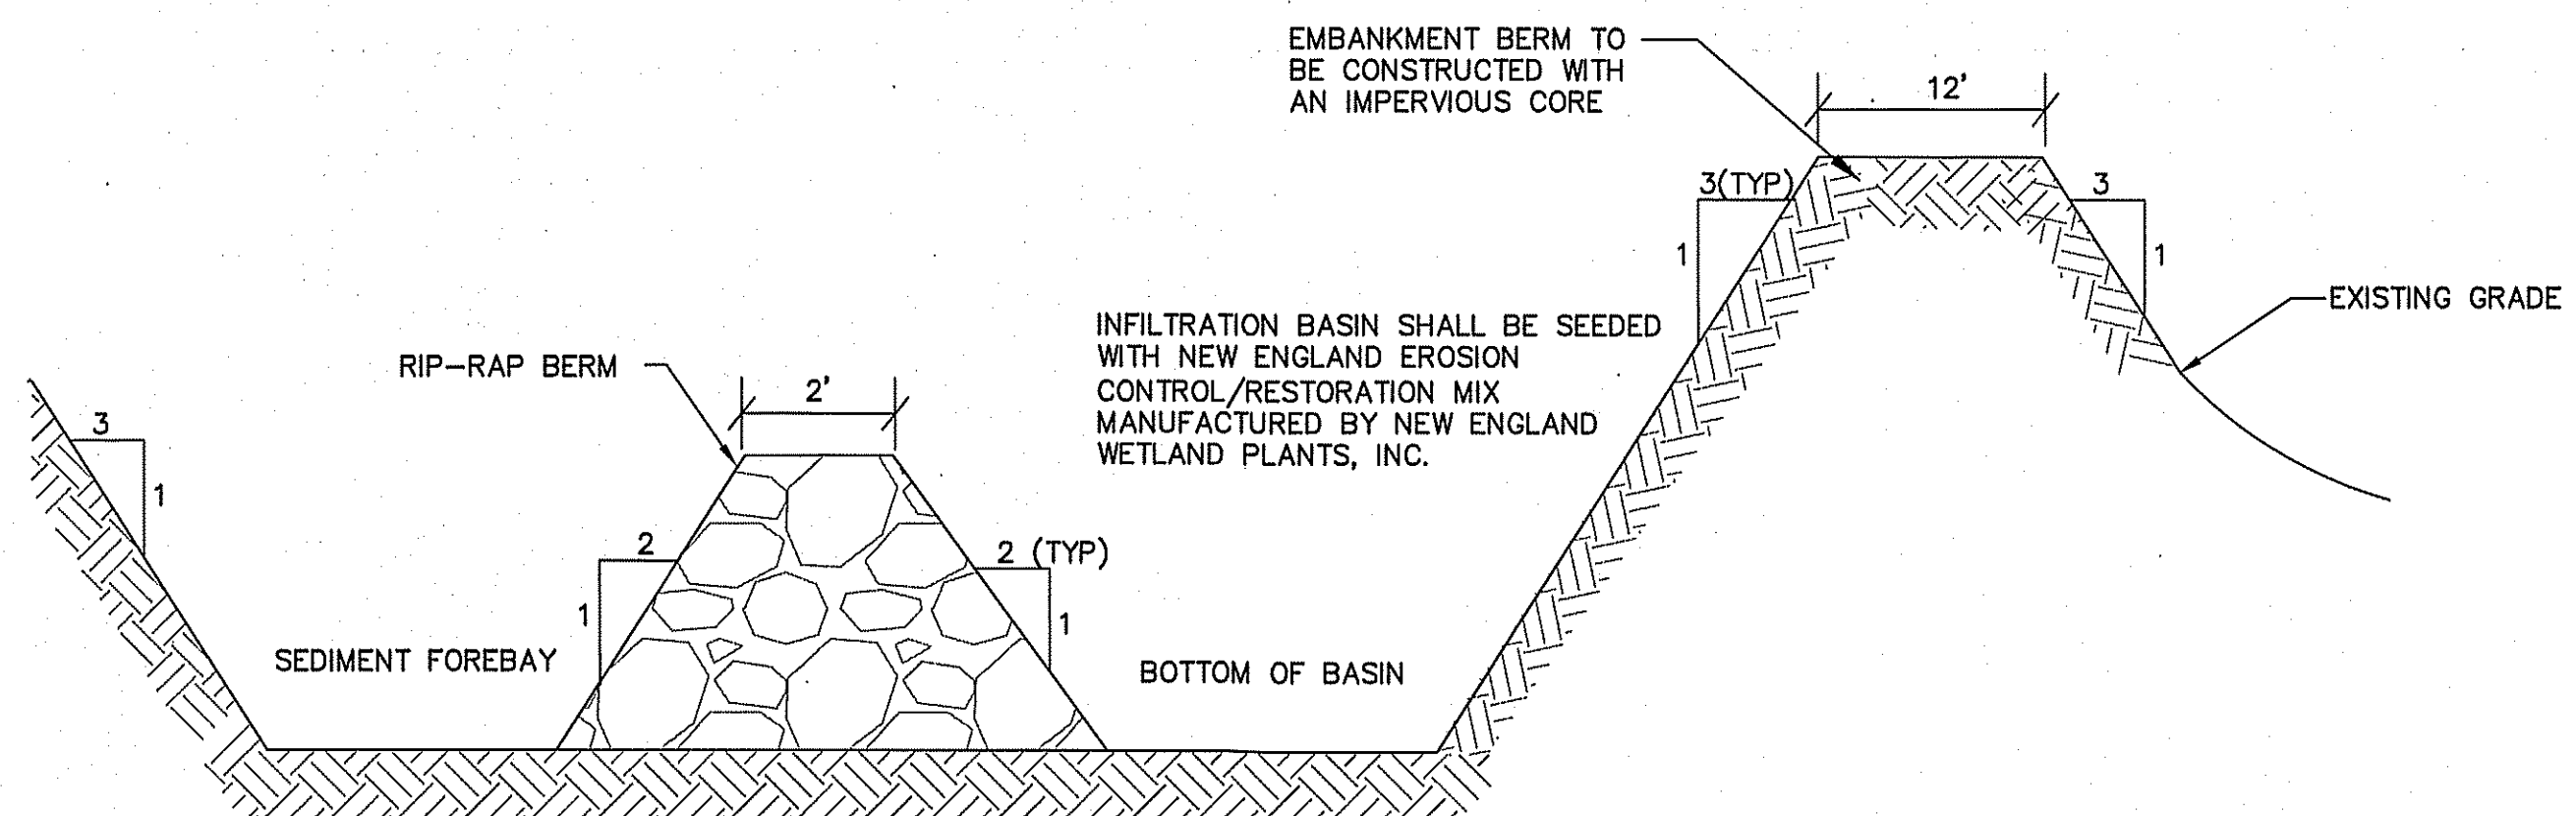 EMBANKMENT BERM TO
BE CONSTRUCTED WITH
AN IMPERVIOUS CORE
12'
3(TYP)
1
3
1
EXISTING GRADE
INFILTRATION BASIN SHALL BE SEEDED
WITH NEW ENGLAND EROSION
CONTROL/RESTORATION MIX
MANUFACTURED BY NEW ENGLAND
WETLAND PLANTS, INC.
RIP-RAP BERM
2'
3
1
2
1
2 (TYP)
1
SEDIMENT FOREBAY
BOTTOM OF BASIN